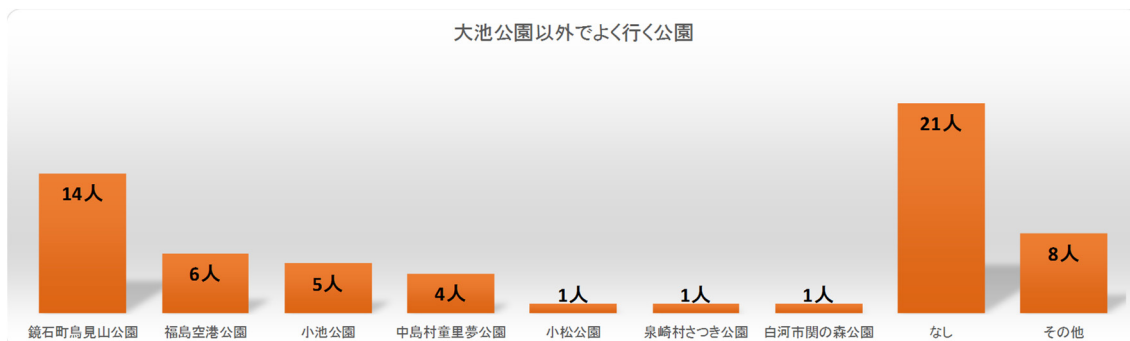 大池公園以外でよく行く公園
14人
6人
5人
4人
1人
1人
1人
21人
8人
鏡石町鳥見山公園
福島空港公園
小池公園
中島村童里夢公園
小松公園
泉崎村さつき公園
白河市関の森公園
なし
その他